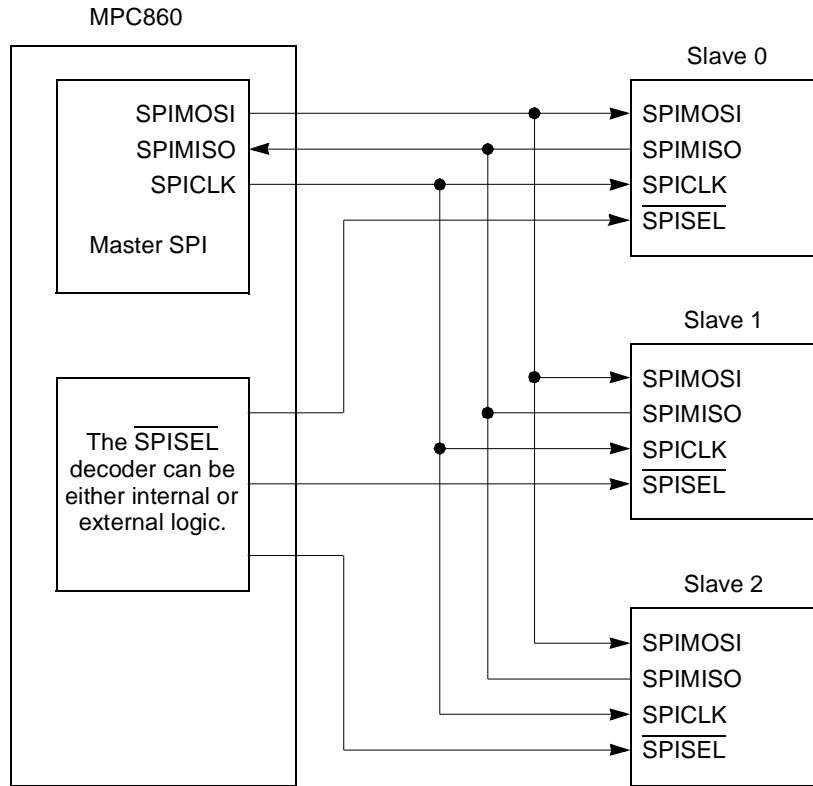 MPC860
SPIMOSI
SPIMISO
SPICLK
Master SPI
The SPISEL
decoder can be
either internal or
external logic.
Slave 0
SPIMOSI
SPIMISO
SPICLK
SPISEL
Slave 1
SPIMOSI
SPIMISO
SPICLK
SPISEL
Slave 2
SPIMOSI
SPIMISO
SPICLK
SPISEL